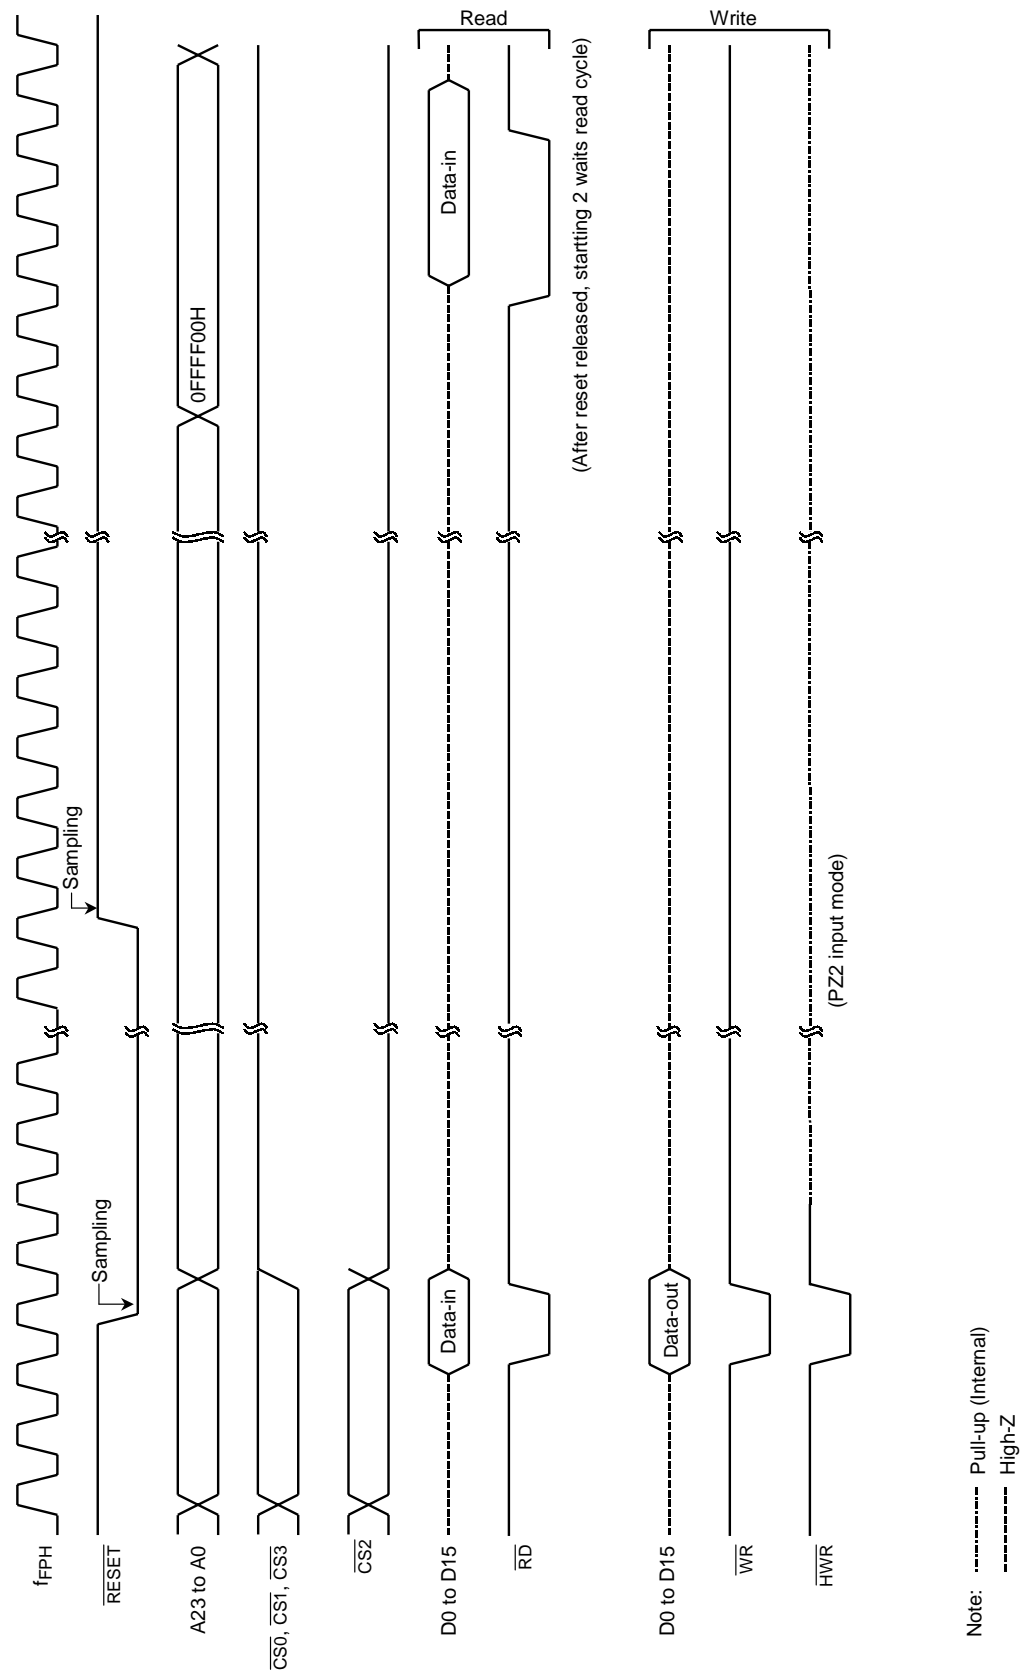 fFPH
RESET
Sampling
Sampling
A23 to A0
0FFFF00H
CS0, CS1, CS3
CS2
Read
D0 to D15
Data-in
Data-in
RD
(After reset released, startting 2 waits read cycle)
Write
D0 to D15
Data-out
WR
HWR
(PZ2 input mode)
Note:
Pull-up (Internal)
High-Z